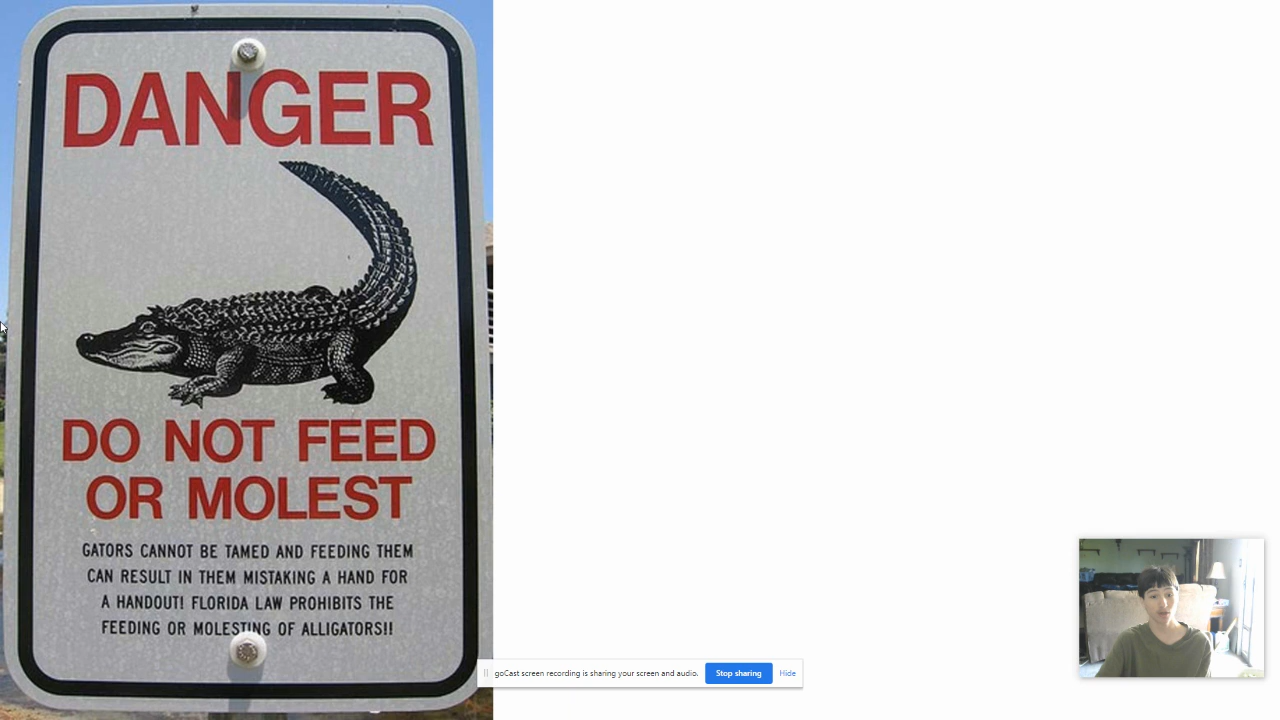 DANGER
DO NOT FEED
OR MOLEST
GATORS CANNOT BE TAMED AND FEEDING THEM
CAN RESULT IN THEM MISTAKING A HAND FOR
A HANDOUT! FLORIDA LAW PROHIBITS THE
FEEDING OR MOLESTING OF ALLIGATORS!!
goCast screen recording is sharing your screen and audio.
Stop sharing
Hide